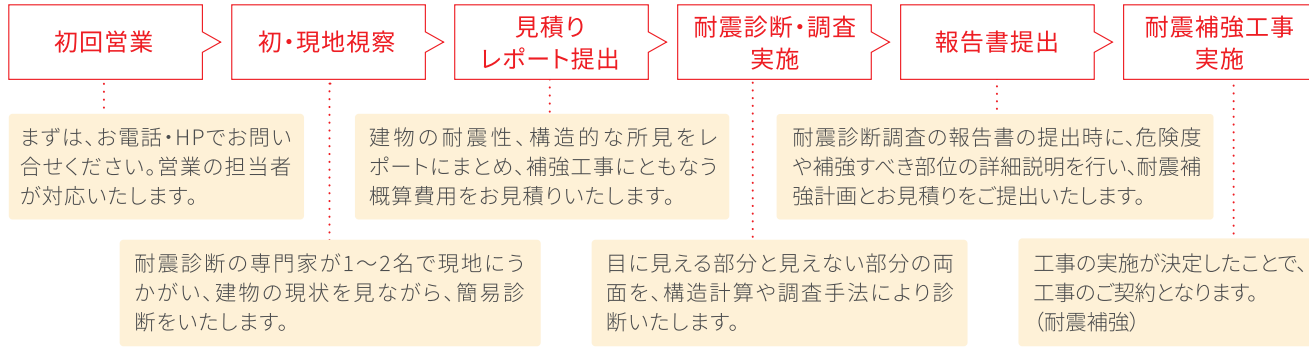 初回営業
初・現地視察
見積り
レポート提出
耐震診断・調査
実施
報告書提出
耐震補強工事
実施
まずは、お電話・HPでお問い
合せください。営業の担当者
が対応いたします。
耐震診断の専門家が1〜2名で現地にう
かがい、建物の現状を見ながら、簡易診
断をいたします。
建物の耐震性、構造的な所見をレ
ポートにまとめ、補強工事にともなう
概算費用をお見積りいたします。
目に見える部分と見えない部分の両
面を、構造計算や調査手法により診
断いたします。
耐震診断調査の報告書の提出時に、危険度
や補強すべき部位の詳細説明を行い、耐震補
強計画とお見積りをご提出いたします。
工事の実施が決定したことで、
工事のご契約となります。
（耐震補強）